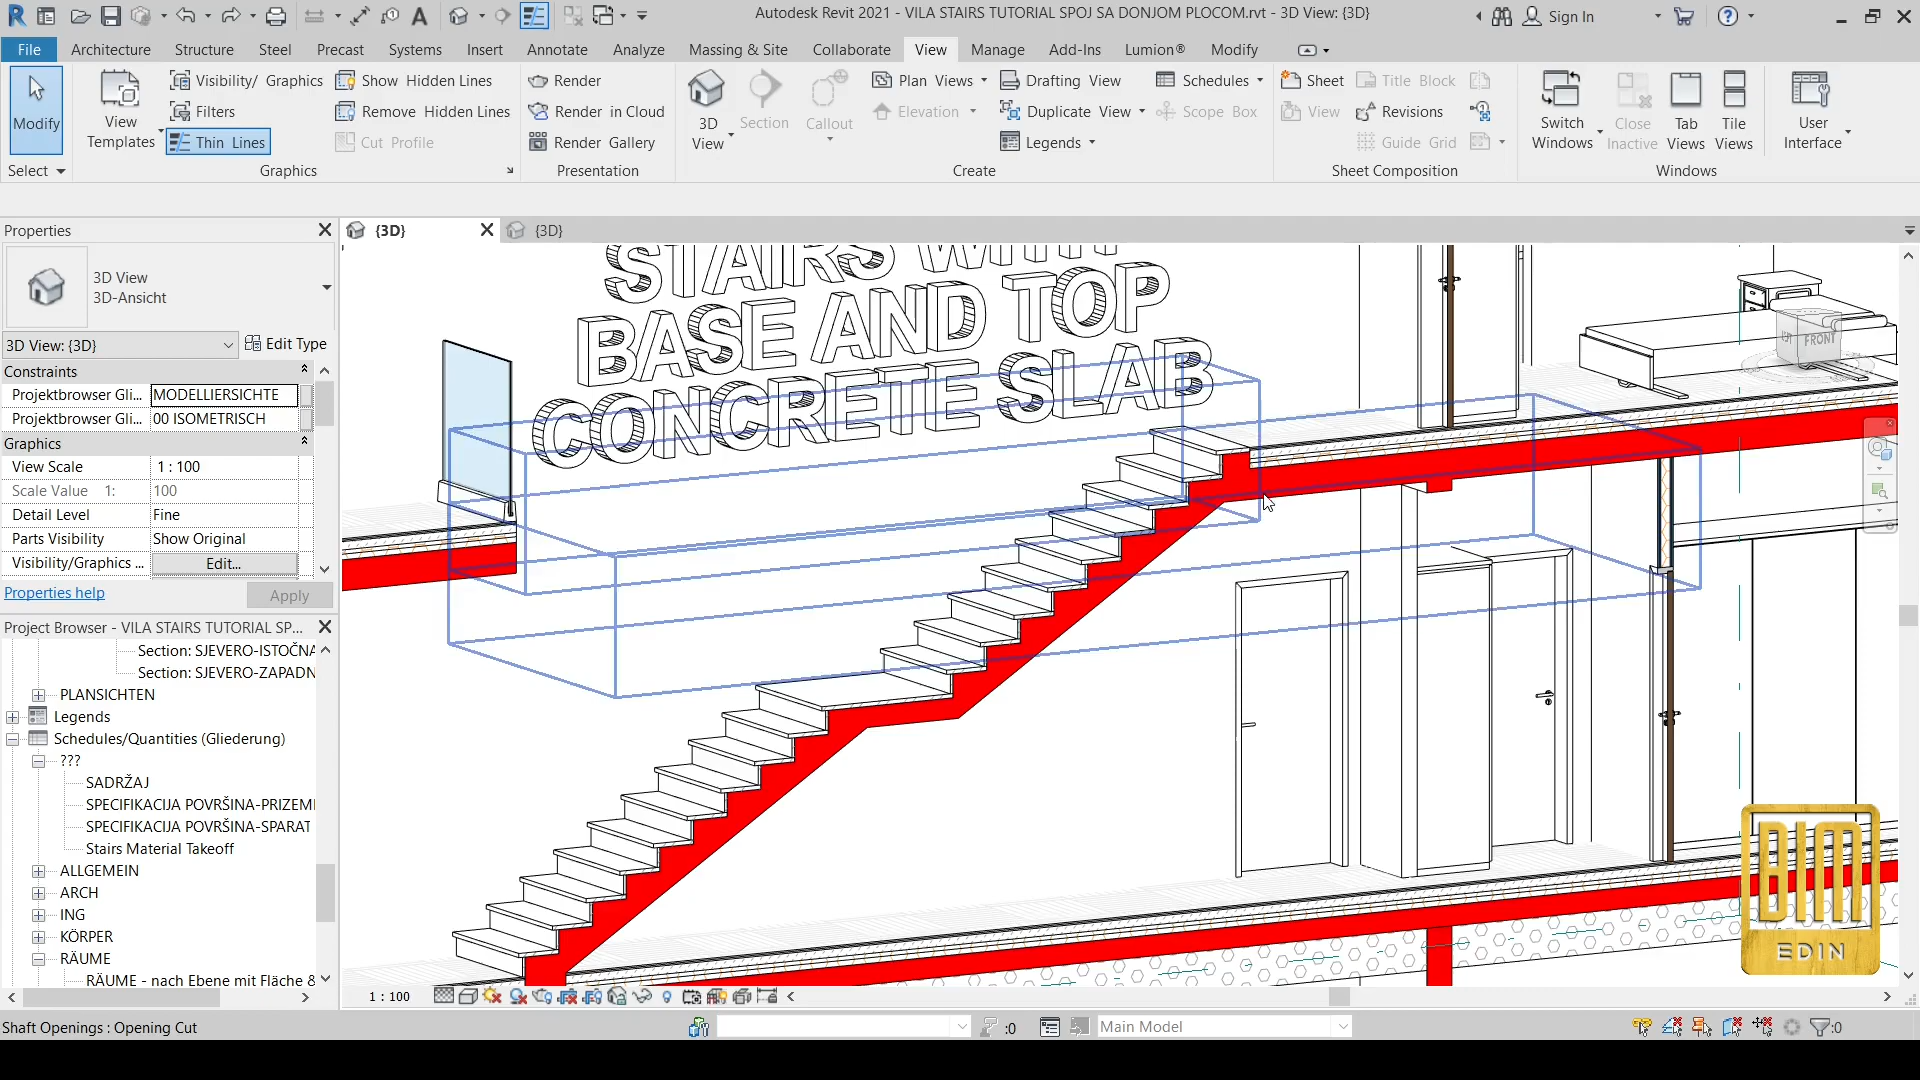 Autodesk Revit 2021 - VILA STAIRS TUTORIAL SPOJ SA DONJOM PLOCOM.rvt - 3D View: {3D}
Sign In
File Architecture Structure Steel Precast Systems Insert Annotate Analyze Massing & Site Collaborate View Manage Add-Ins Lumion® Modify
Modify
View Templates
Visibility/ Graphics
Filters
Thin Lines
Show Hidden Lines
Remove Hidden Lines
Cut Profile
Render
Render in Cloud
Render Gallery
3D View
Section
Callout
Plan Views
Elevation
Drafting View
Duplicate View
Legends
Schedules
Scope Box
Sheet
View
Title Block
Revisions
Guide Grid
Switch Windows
Close Inactive
Tab Views
Tile Views
User Interface
Select
Graphics
Presentation
Create
Sheet Composition
Windows
Properties
3D View
3D-Ansicht
3D View: {3D}
Edit Type
Constraints
Projektbrowser Gli... MODELLIERSICHTE
Projektbrowser Gli... 00 ISOMETRISCH
Graphics
View Scale 1 : 100
Scale Value 1: 100
Detail Level Fine
Parts Visibility Show Original
Visibility/Graphics ... Edit...
Properties help
Apply
Project Browser - VILA STAIRS TUTORIAL SP...
Section: SJEVERO-ISTOČNA
Section: SJEVERO-ZAPADN
PLANSICHTEN
Legends
Schedules/Quantities (Gliederung)
???
SADRŽAJ
SPECIFIKACIJA POVRŠINA-PRIZEMI
SPECIFIKACIJA POVRŠINA-SPARAT
Stairs Material Takeoff
ALLGEMEIN
ARCH
ING
KÖRPER
RÄUME
RÄUME - nach Ebene mit Fläche &
{3D}
{3D}
STAIRS WITH
BASE AND TOP
CONCRETE SLAB
FRONT
BIM
EDIN
1 : 100
Shaft Openings : Opening Cut
:0
Main Model
:0